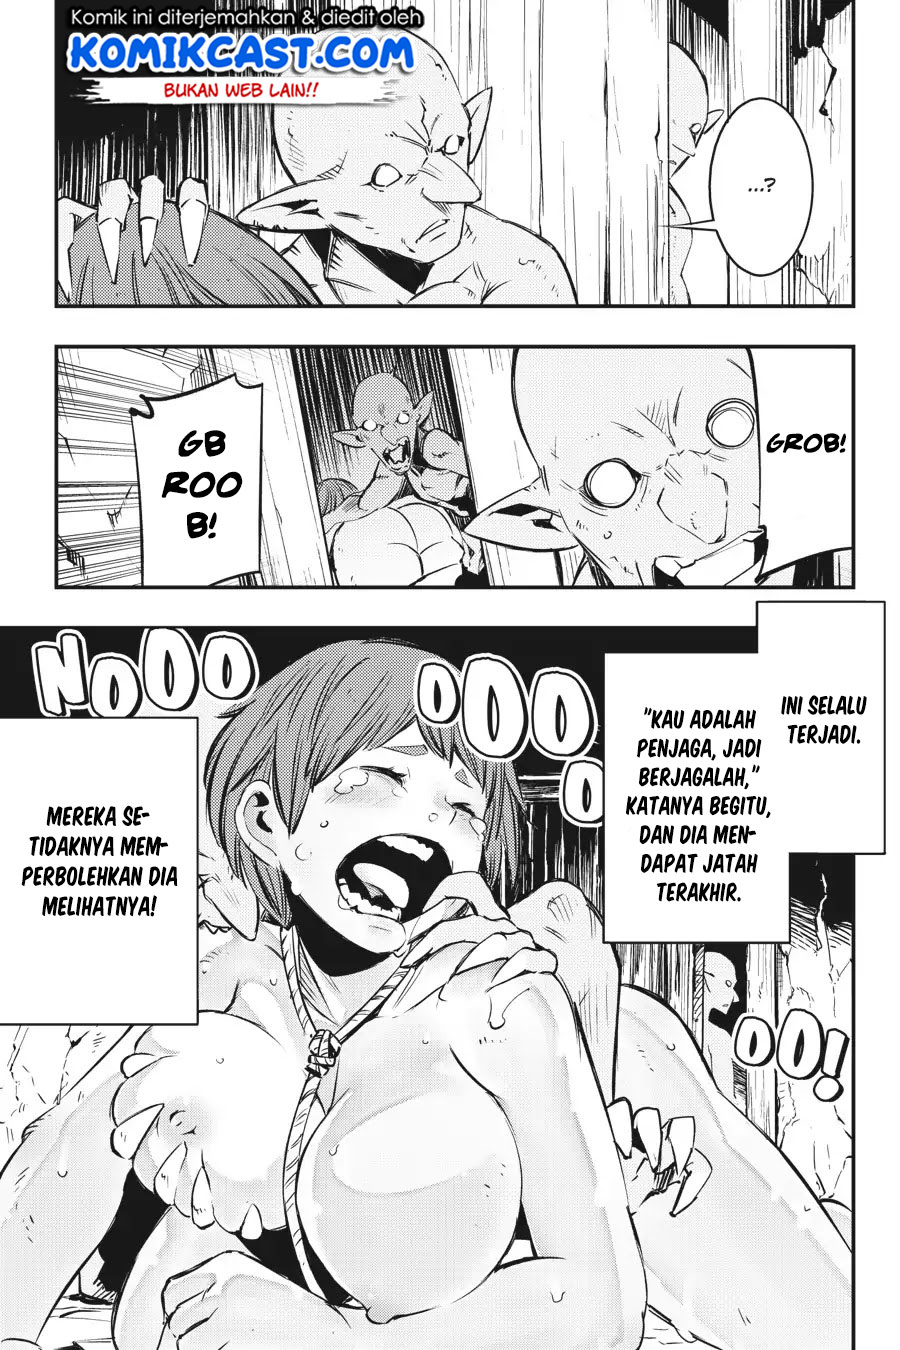 Komik ini diterjemahkan & diedit oleh
KOMIKCAST.COM
BUKAN WEB LAIN!!
...?
GROB!
GB
ROO
B!
INI SELALU
TERJADI.
"KAU ADALAH
PENJAGA, JADI
BERJAGALAH,"
KATANYA BEGITU,
DAN DIA MEN-
DAPAT JATAH
TERAKHIR.
NOOO
OOO
O
OO!
MEREKA SE-
TIDAKNYA MEM-
PERBOLEHKAN DIA
MELIHATNYA!